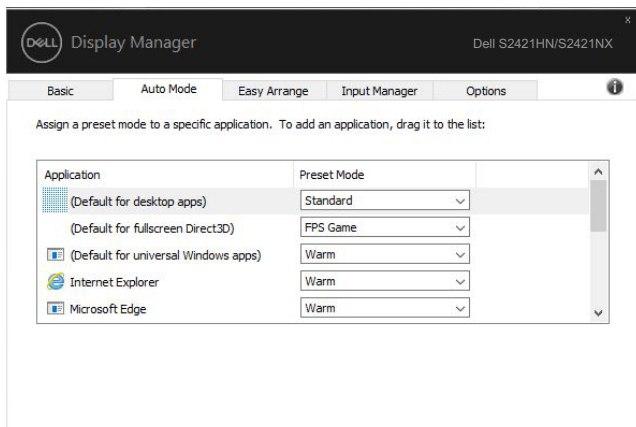 DELL Display Manager Dell S2421HN/S2421NX
x
Basic Auto Mode Easy Arrange Input Manager Options i
Assign a preset mode to a specific application. To add an application, drag it to the list:
Application Preset Mode
(Default for desktop apps) Standard
(Default for fullscreen Direct3D) FPS Game
(Default for universal Windows apps) Warm
Internet Explorer Warm
Microsoft Edge Warm